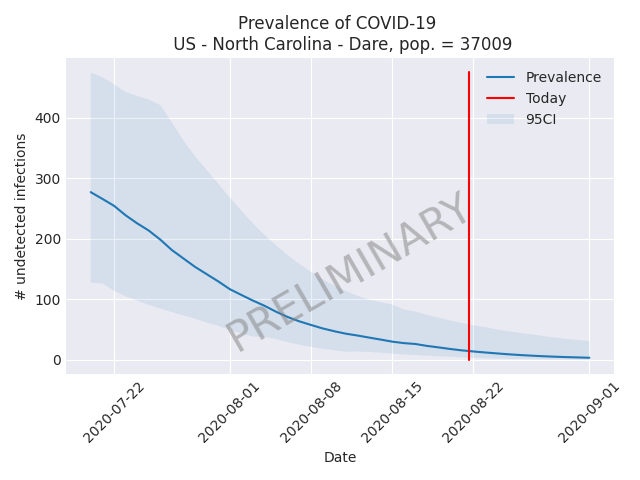 Prevalence of COVID-19
US - North Carolina - Dare, pop. = 37009
Prevalence
Today
95CI
# undetected infections
400
300
200
100
0
PRELIMINARY
2020-07-22
2020-08-01
2020-08-08
2020-08-15
2020-08-22
2020-09-01
Date